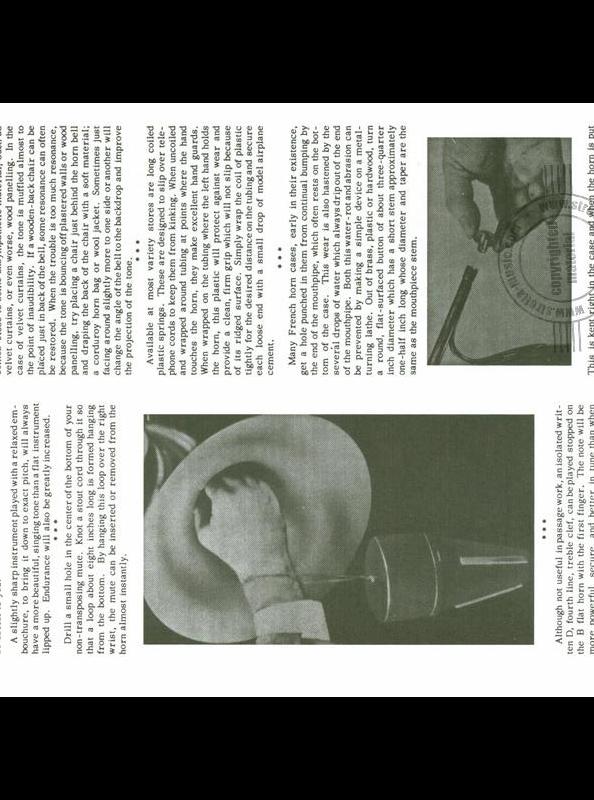 A slightly sharp instrument played with a relaxed em-
bouchure, to bring it down to exact pitch, will always
have a more beautiful, singing tone than a flat instrument
lipped up. Endurance will also be greatly increased.
* * *
Drill a small hole in the center of the bottom of your
non-transposing mute. Knot a stout cord through it so
that a loop about eight inches long is formed hanging
from the bottom. By hanging this loop over the right
wrist, the mute can be inserted or removed from the
horn almost instantly.
* * *
Although not useful in passage work, an isolated writ-
ten D, fourth line, treble clef, can be played stopped on
the B flat horn with the first finger. The note will be
more powerful, secure, and better in tune than when
velvet curtains, or even worse, wood panelling. In the
case of velvet curtains, the tone is muffled almost to
the point of inaudibility. If a wooden-back chair can be
placed just in back of the bell, some resonance can often
be restored. When the trouble is too much resonance,
because the tone is bouncing off plastered walls or wood
panelling, try placing a chair just behind the horn bell
and draping the back of the chair with a soft material;
a corduroy horn bag or wool jacket. Sometimes just
facing around slightly more to one side or another will
change the angle of the bell to the backdrop and improve
the projection of the tone.
* * *
Available at most variety stores are long coiled
plastic springs. These are designed to slip over tele-
phone cords to keep them from kinking. When uncoiled
and wrapped around tubing at points where the hand
touches the horn, they make excellent hand guards.
When wrapped on the tubing where the left hand holds
the horn, this plastic will protect against wear and
provide a clean, firm grip which will not slip because
of its ridged surface. Simply wrap the coil of plastic
tightly for the desired distance on the tubing and secure
each loose end with a small drop of model airplane
cement.
* * *
Many French horn cases, early in their existence,
get a hole punched in them from continual bumping by
the end of the mouthpipe, which often rests on the bot-
tom of the case. This wear is also hastened by the
several drops of water which always drip out of the end
of the mouthpipe. Both this water-rot and abrasion can
be prevented by making a simple device on a metal-
turning lathe. Out of brass, plastic or hardwood, turn
a round, flat-surfaced button of about three-quarter
inch diameter which has a short stem approximately
one-half inch long whose diameter and taper are the
same as the mouthpiece stem.
This is kept right in the case and when the horn is put
copyrighted
material